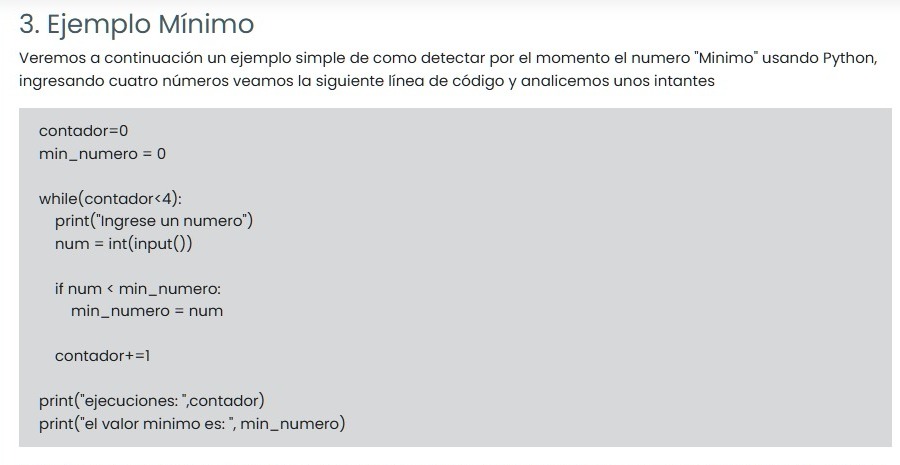 3. Ejemplo Mínimo
Veremos a continuación un ejemplo simple de como detectar por el momento el numero "Minimo" usando Python,
ingresando cuatro números veamos la siguiente línea de código y analicemos unos intantes
contador=0
min_numero = 0
while(contador<4):
print("Ingrese un numero")
num = int(input())
if num < min_numero:
min_numero = num
contador+=1
print("ejecuciones: ",contador)
print("el valor minimo es: ", min_numero)